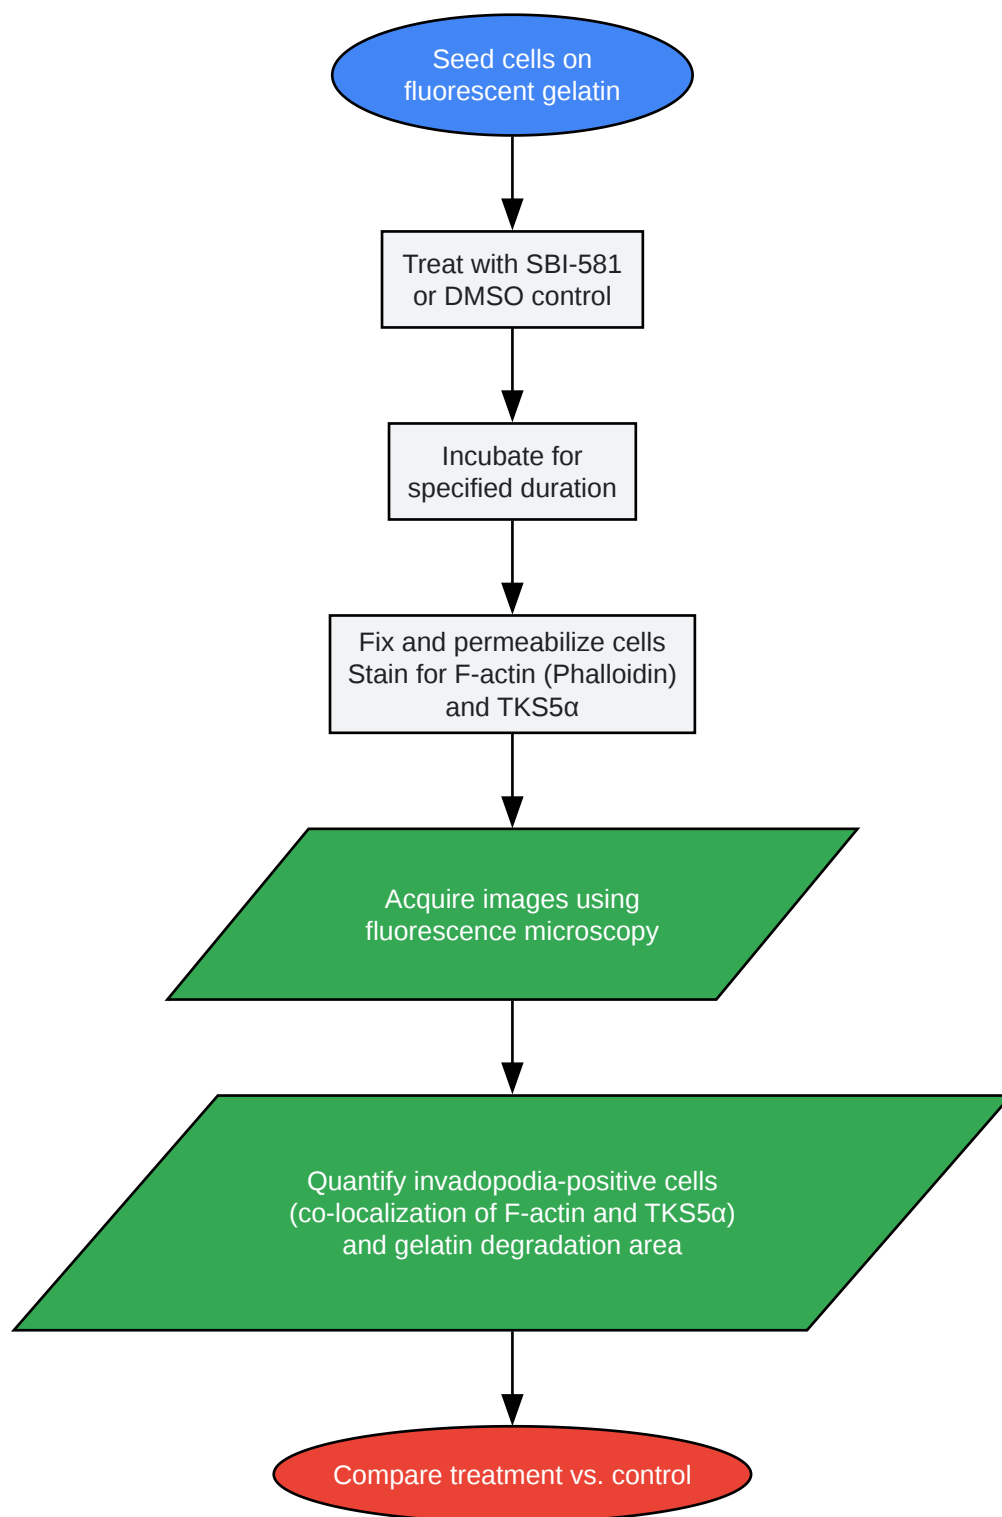 Seed cells on
fluorescent gelatin
Treat with SBI-581
or DMSO control
Incubate for
specified duration
Fix and permeabilize cells
Stain for F-actin (Phalloidin)
and TKS5α
Acquire images using
fluorescence microscopy
Quantify invadopodia-positive cells
(co-localization of F-actin and TKS5α)
and gelatin degradation area
Compare treatment vs. control